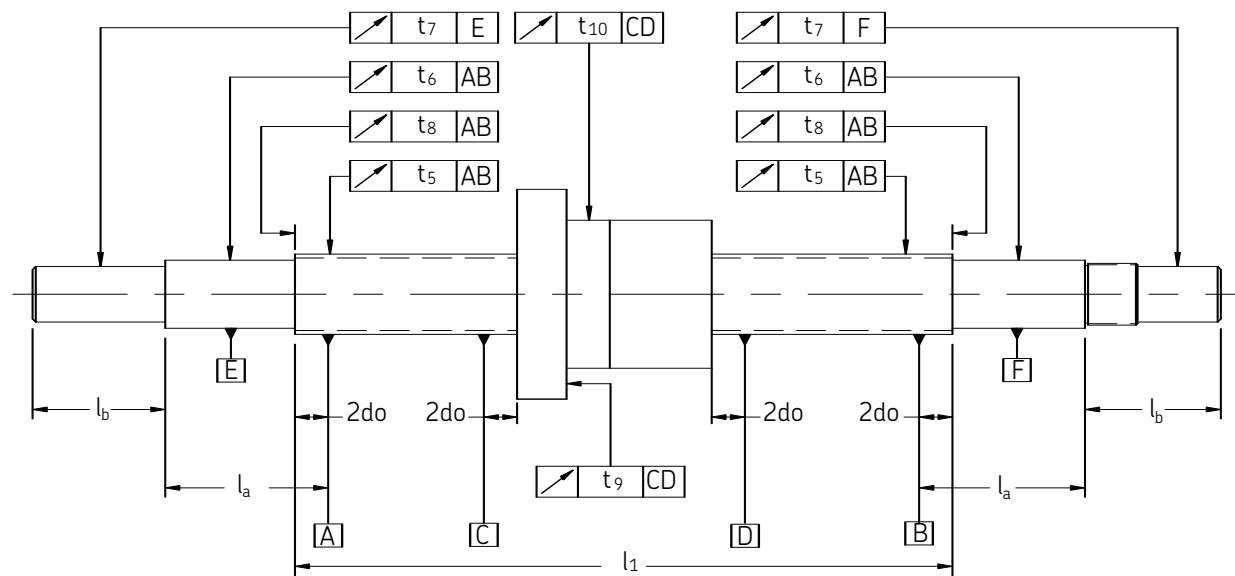 t7 E
t10 CD
t7 F
t6 AB
t6 AB
t8 AB
t8 AB
t5 AB
t5 AB
E
F
lb
2do
2do
2do
2do
lb
la
t9 CD
la
A
C
D
B
l1